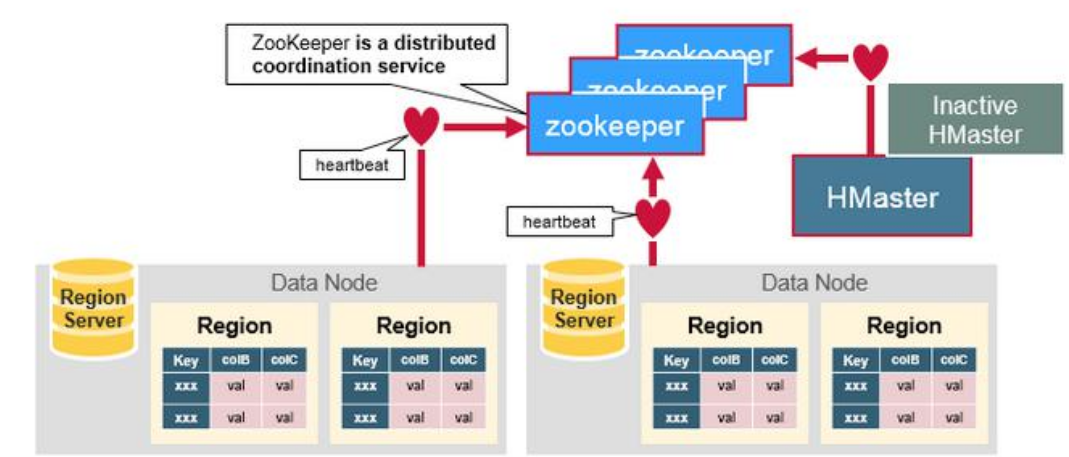 ZooKeeper is a distributed
coordination service
zookeeper
zookeeper
zookeeper
Inactive
HMaster
HMaster
heartbeat
heartbeat
Region
Server
Data Node
Region
Key colB colC
xxx val val
xxx val val
Region
Key colB colC
xxx val val
xxx val val
Region
Server
Data Node
Region
Key colB colC
xxx val val
xxx val val
Region
Key colB colC
xxx val val
xxx val val